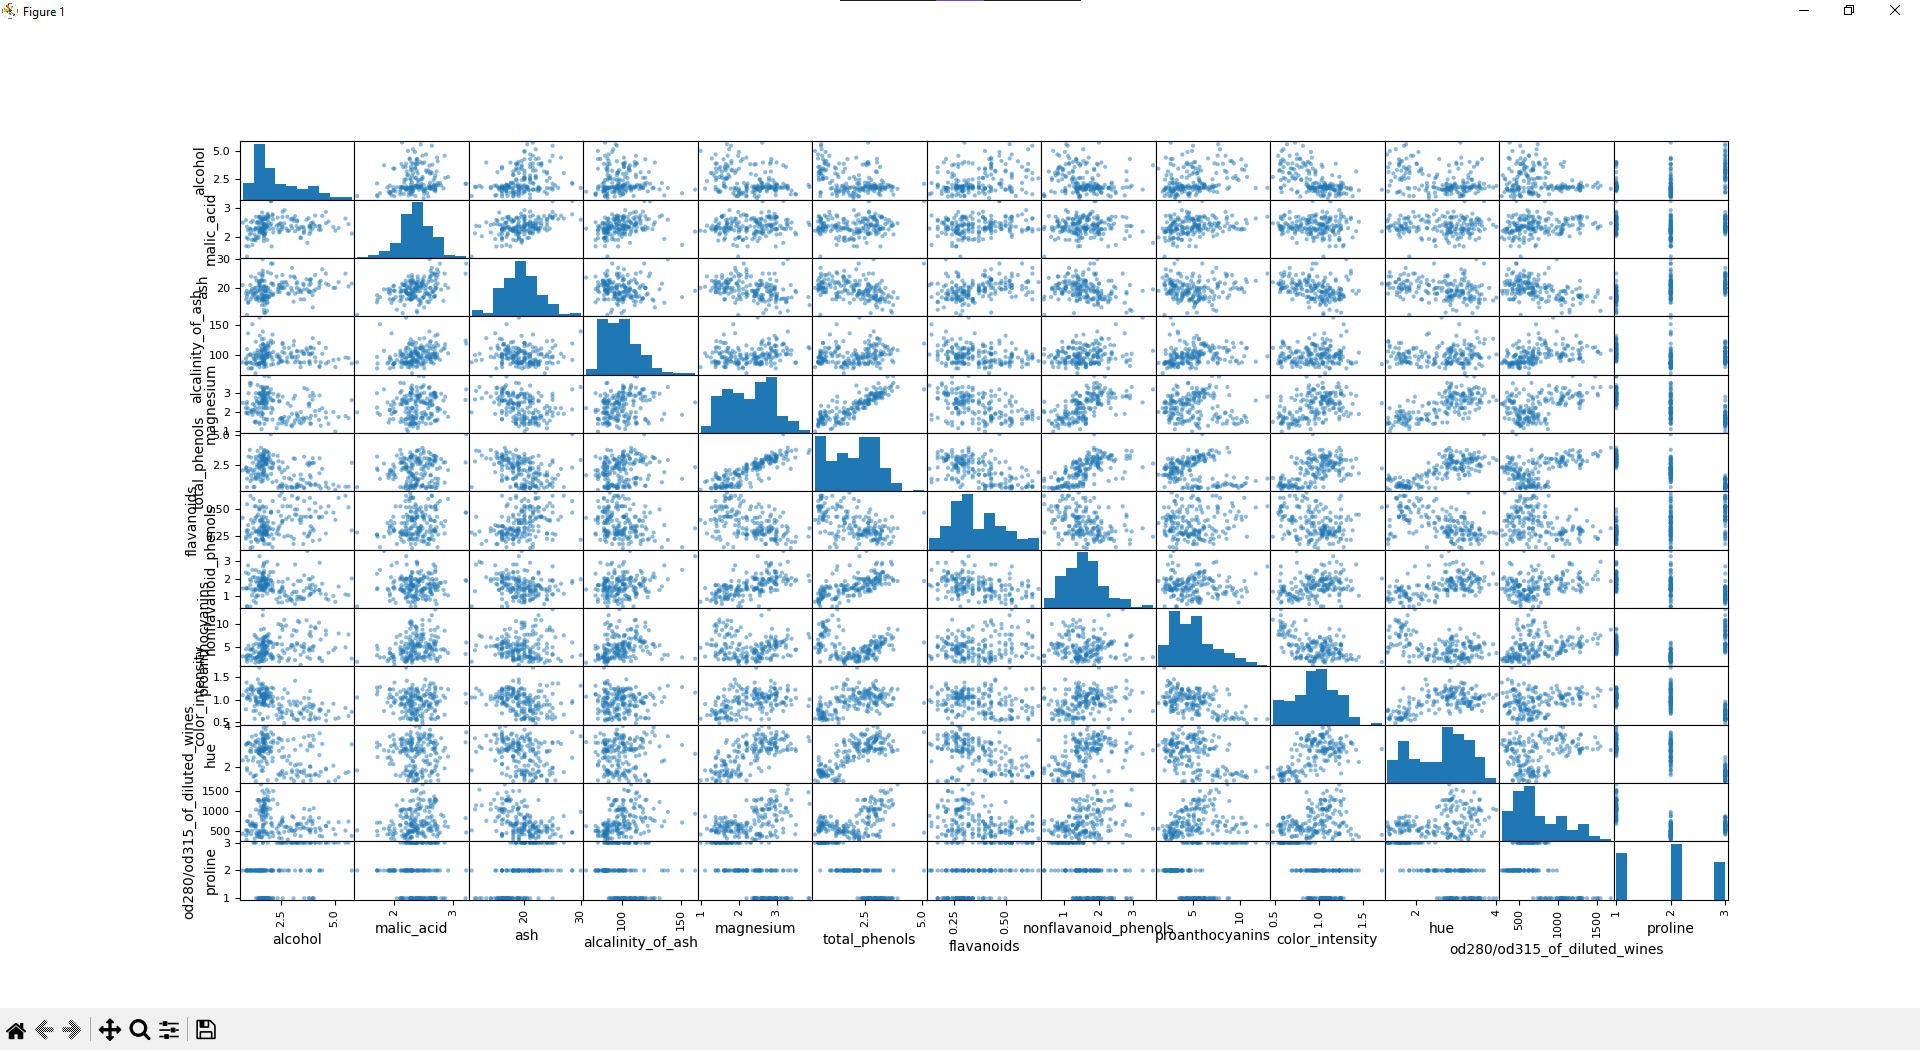 Figure 1
alcohol
5.0
2.5
malic_acid
3
2
ash
30
20
alcalinity_of_ash
150
100
magnesium
3
2
1
total_phenols
5.0
2.5
flavanoids
0.50
0.25
nonflavanoid_phenols
3
2
1
proanthocyanins
10
5
color_intensity
1.5
1.0
0.5
hue
4
2
od280/od315_of_diluted_wines
1500
1000
500
proline
3
2
1
2.5 5.0 2 3 20 30 100 150 1 2 3 2.5 5.0 0.25 0.50 1 2 3 5 10 0.5 1.0 1.5 2 4 500 1000 1500 1 2 3
alcohol malic_acid ash alcalinity_of_ash magnesium total_phenols flavanoids nonflavanoid_phenols proanthocyanins color_intensity hue od280/od315_of_diluted_wines proline